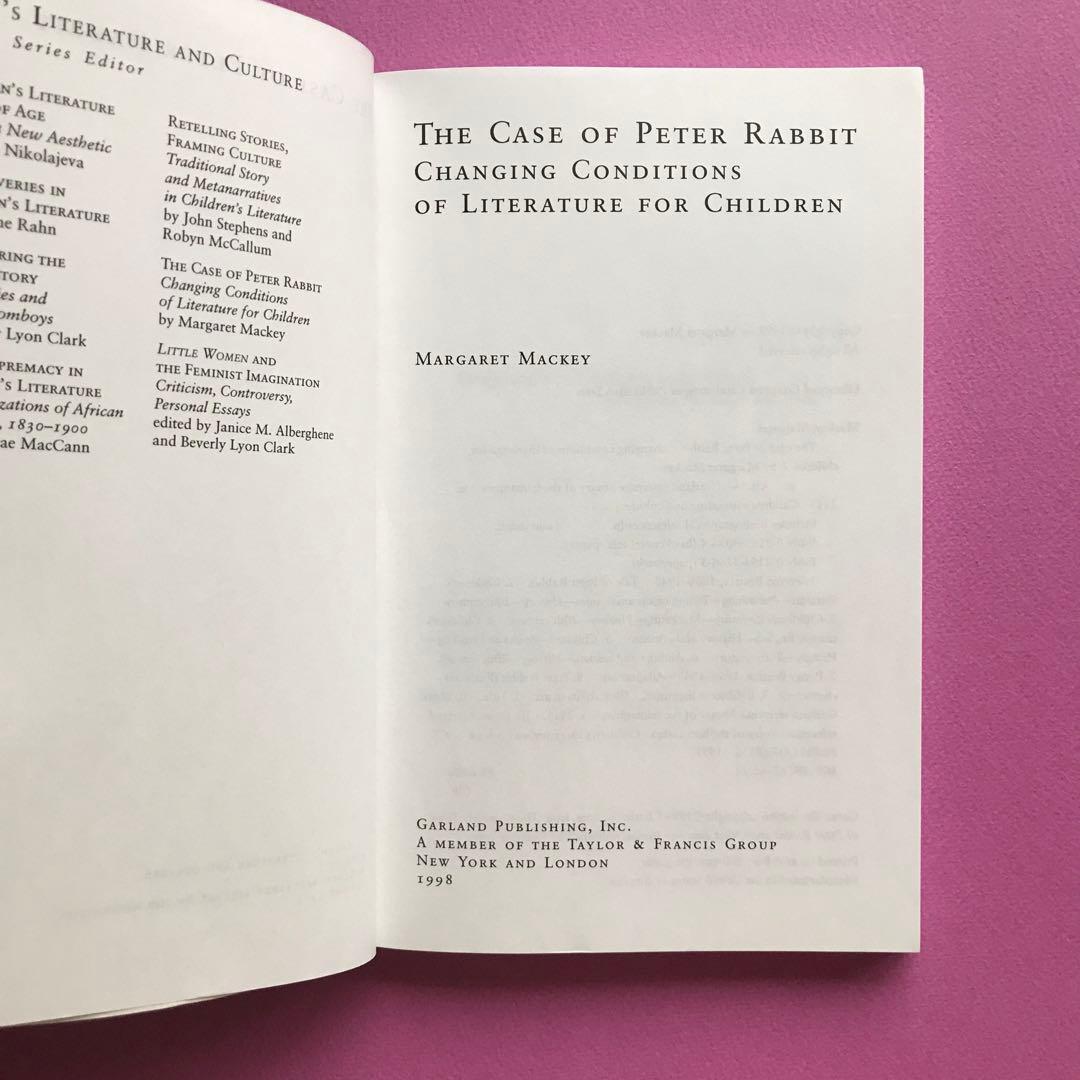 'S LITERATURE AND CULTURE
Series Editor
N'S LITERATURE
OF AGE
New Aesthetic
Nikolajeva
VERIES IN
N'S LITERATURE
ne Rahn
RING THE
TORY
ies and
omboys
Lyon Clark
PREMACY IN
'S LITERATURE
zations of African
, 1830–1900
ae MacCann
RETELLING STORIES,
FRAMING CULTURE
Traditional Story
and Metanarratives
in Children's Literature
by John Stephens and
Robyn McCallum
THE CASE OF PETER RABBIT
Changing Conditions
of Literature for Children
by Margaret Mackey
LITTLE WOMEN AND
THE FEMINIST IMAGINATION
Criticism, Controversy,
Personal Essays
edited by Janice M. Alberghene
and Beverly Lyon Clark
THE CASE OF PETER RABBIT
CHANGING CONDITIONS
OF LITERATURE FOR CHILDREN
MARGARET MACKEY
GARLAND PUBLISHING, INC.
A MEMBER OF THE TAYLOR & FRANCIS GROUP
NEW YORK AND LONDON
1998